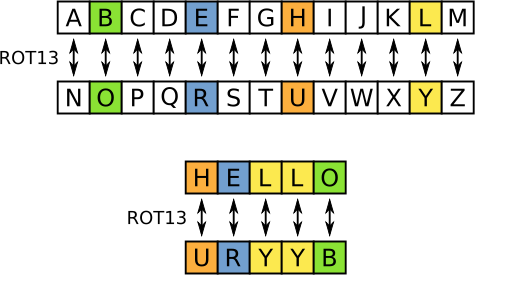 A B C D E F G H I J K L M
ROT13
N O P Q R S T U V W X Y Z
H E L L O
ROT13
U R Y Y B